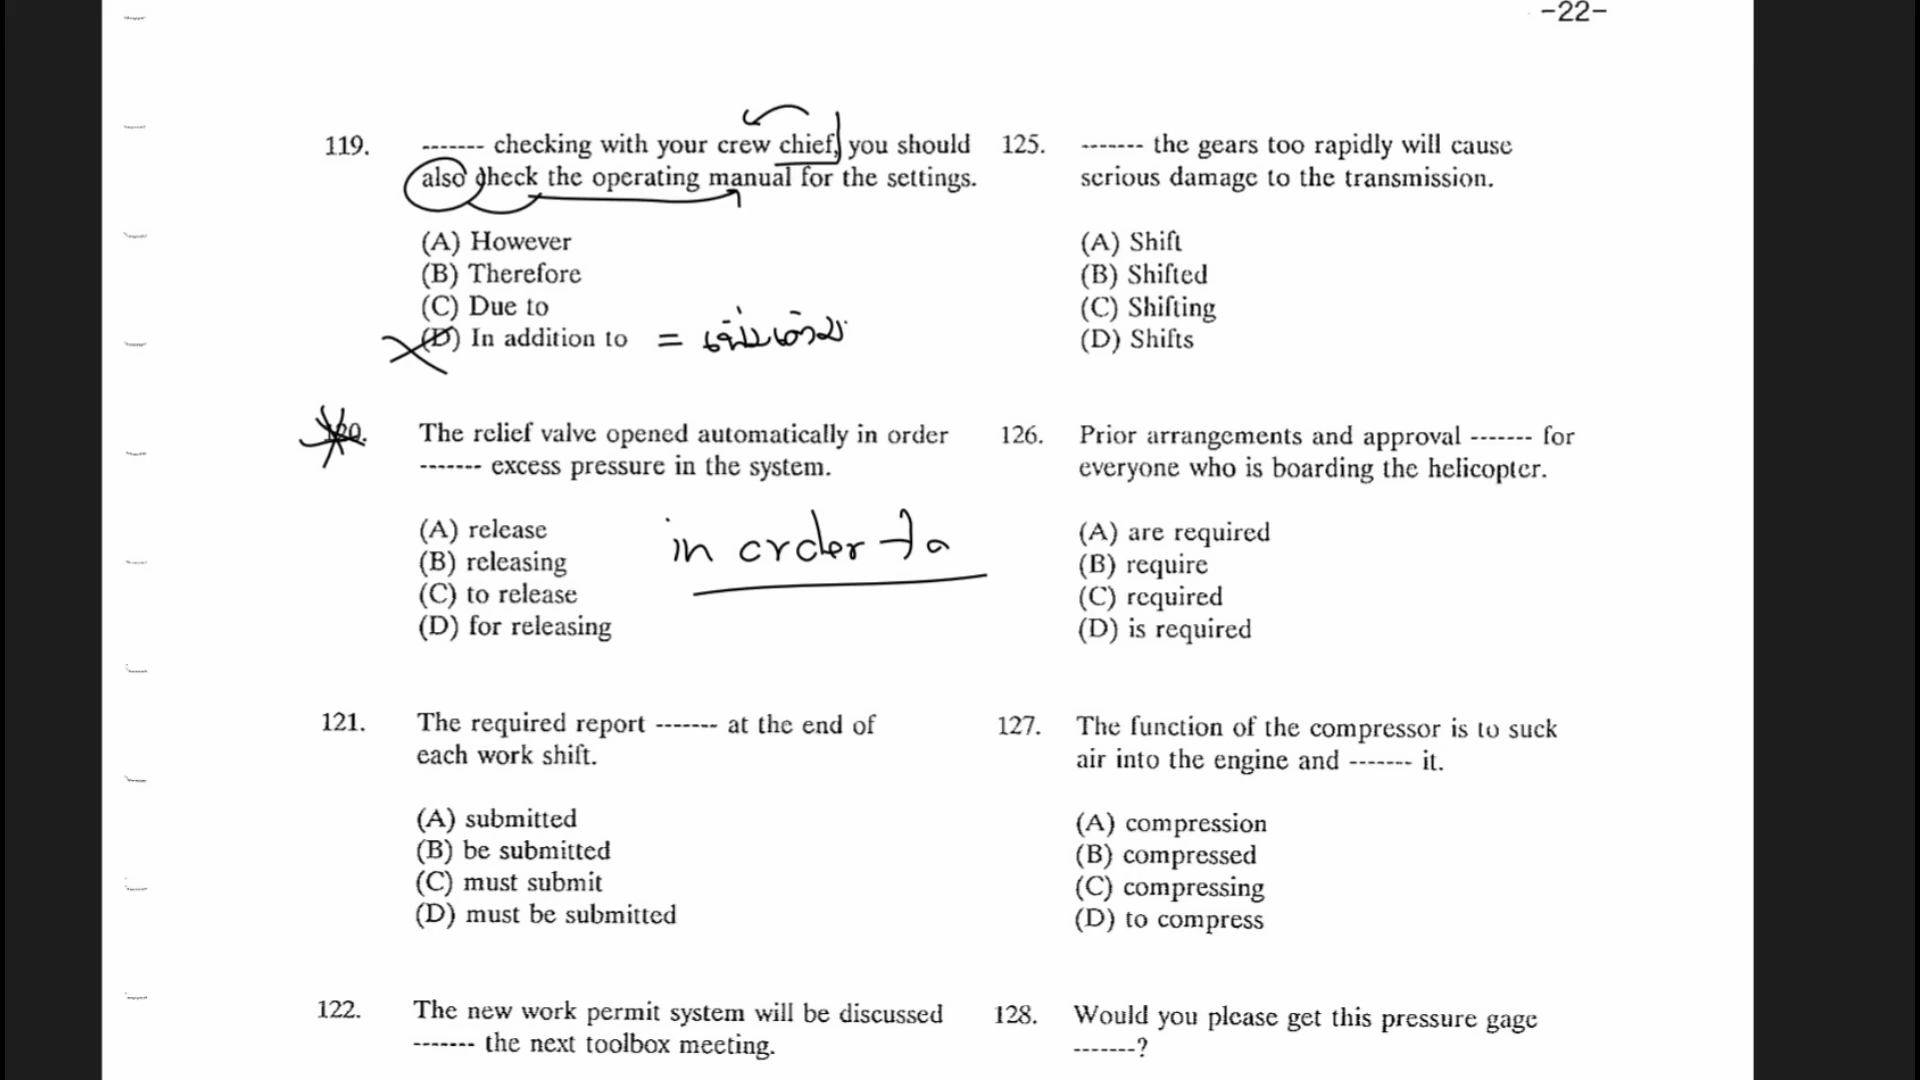 -22-
119. ------- checking with your crew chief, you should
also check the operating manual for the settings.
(A) However
(B) Therefore
(C) Due to
(D) In addition to = เพิ่มเติม
120. The relief valve opened automatically in order
------- excess pressure in the system.
(A) release
(B) releasing
(C) to release
(D) for releasing
in order to
121. The required report ------- at the end of
each work shift.
(A) submitted
(B) be submitted
(C) must submit
(D) must be submitted
122. The new work permit system will be discussed
------- the next toolbox meeting.
125. ------- the gears too rapidly will cause
serious damage to the transmission.
(A) Shift
(B) Shifted
(C) Shifting
(D) Shifts
126. Prior arrangements and approval ------- for
everyone who is boarding the helicopter.
(A) are required
(B) require
(C) required
(D) is required
127. The function of the compressor is to suck
air into the engine and ------- it.
(A) compression
(B) compressed
(C) compressing
(D) to compress
128. Would you please get this pressure gage
-------?